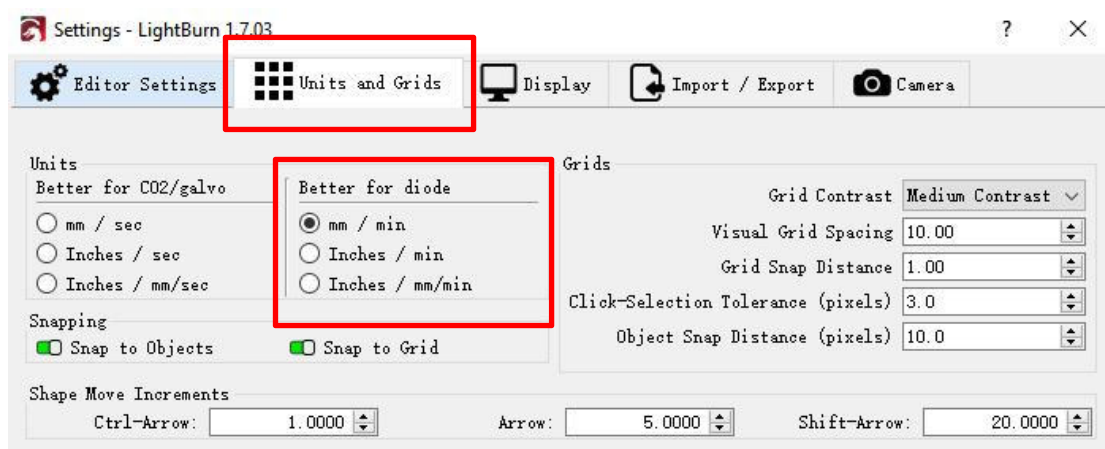 Settings - LightBurn 1.7.03
Editor Settings Units and Grids Display Import / Export Camera
Units
Better for CO2/galvo Better for diode
mm / sec mm / min
Inches / sec Inches / min
Inches / mm/sec Inches / mm/min
Snapping
Snap to Objects Snap to Grid
Grids
Grid Contrast Medium Contrast
Visual Grid Spacing 10.00
Grid Snap Distance 1.00
Click-Selection Tolerance (pixels) 3.0
Object Snap Distance (pixels) 10.0
Shape Move Increments
Ctrl-Arrow: 1.0000 Arrow: 5.0000 Shift-Arrow: 20.0000